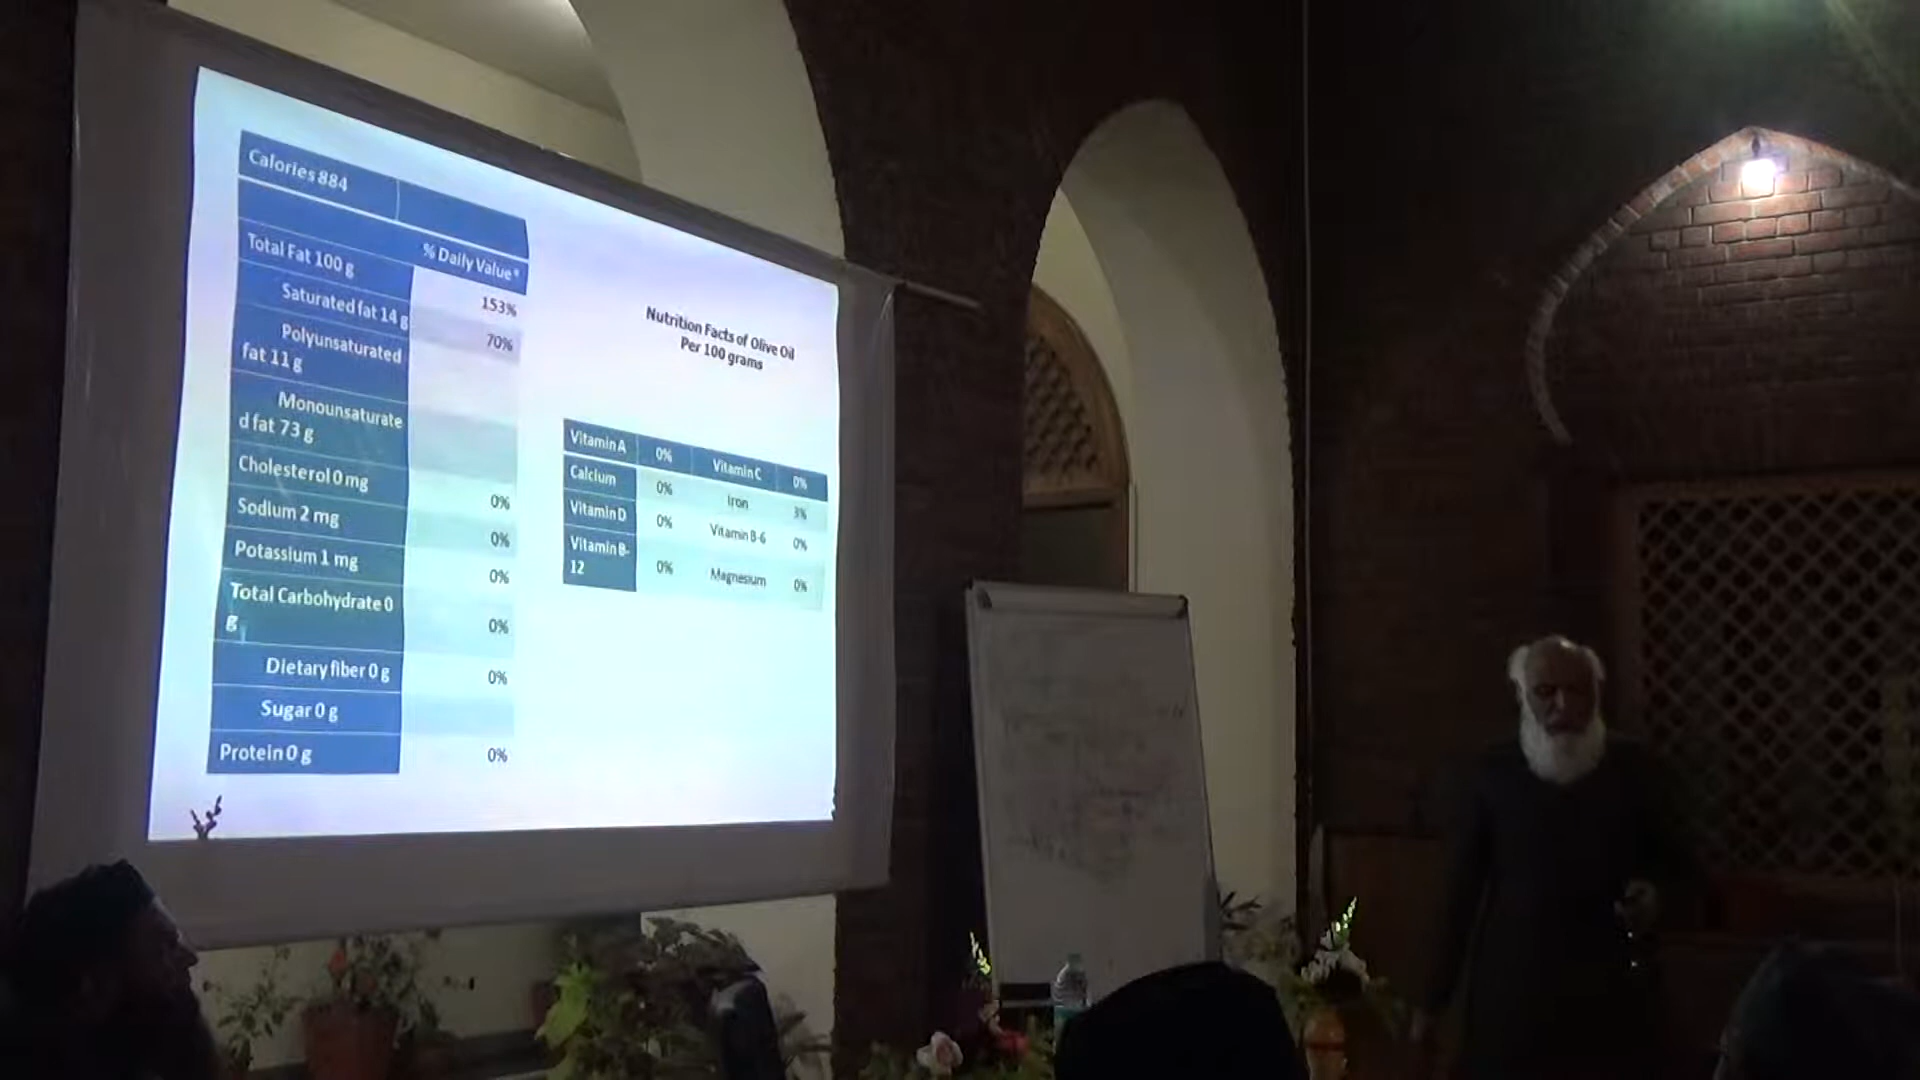 Calories 884
% Daily Value*
Total Fat 100 g
153%
Saturated fat 14 g
70%
Polyunsaturated
fat 11 g
Monounsaturate
d fat 73 g
Cholesterol 0 mg
0%
Sodium 2 mg
0%
Potassium 1 mg
0%
Total Carbohydrate 0
g
0%
Dietary fiber 0 g
0%
Sugar 0 g
Protein 0 g
0%
Nutrition Facts of Olive Oil
Per 100 grams
Vitamin A 0% Vitamin C 0%
Calcium 0% Iron 3%
Vitamin D 0% Vitamin B-6 0%
Vitamin B-
12 0% Magnesium 0%